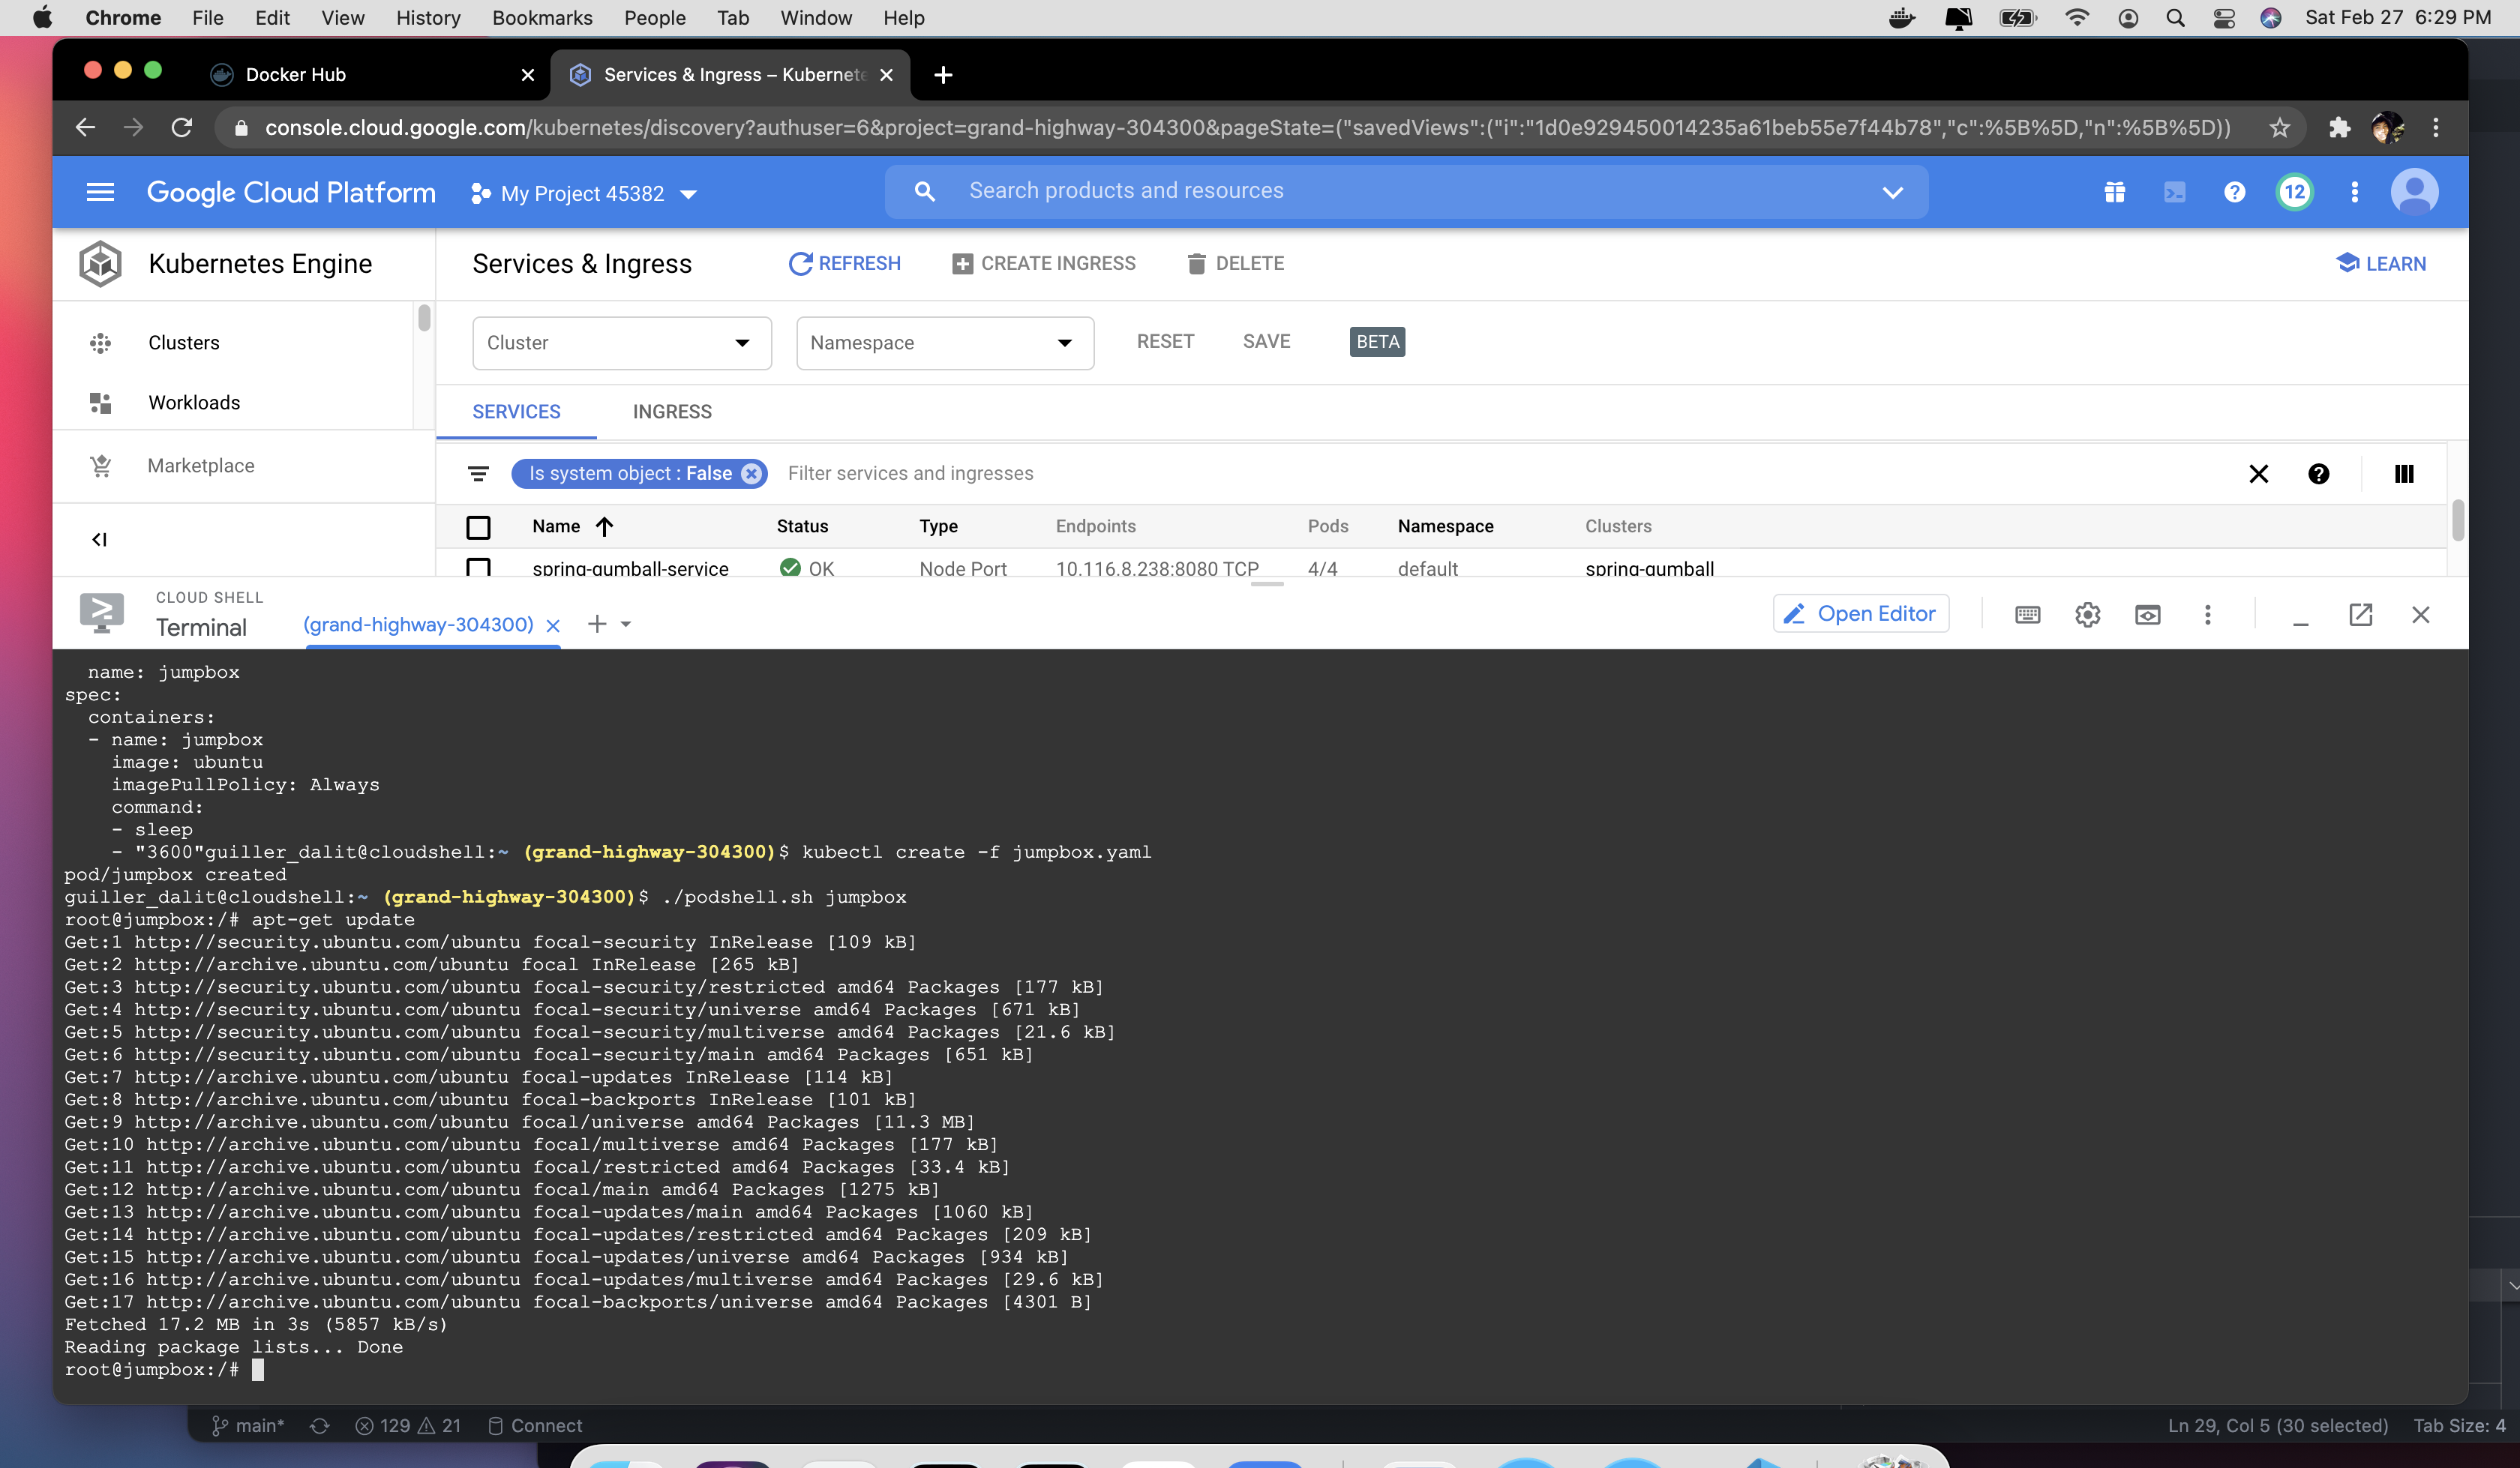 Chrome File Edit View History Bookmarks People Tab Window Help Sat Feb 27 6:29 PM
Docker Hub Services & Ingress – Kubernete
console.cloud.google.com/kubernetes/discovery?authuser=6&project=grand-highway-304300&pageState=("savedViews":("i":"1d0e929450014235a61beb55e7f44b78","c":%5B%5D,"n":%5B%5D))
Google Cloud Platform My Project 45382 Search products and resources 12
Kubernetes Engine Services & Ingress REFRESH CREATE INGRESS DELETE LEARN
Clusters Cluster Namespace RESET SAVE BETA
Workloads SERVICES INGRESS
Marketplace Is system object : False Filter services and ingresses
Name Status Type Endpoints Pods Namespace Clusters
spring-gumball-service OK Node Port 10.116.8.238:8080 TCP 4/4 default spring-gumball
CLOUD SHELL
Terminal (grand-highway-304300) Open Editor
  name: jumpbox
spec:
  containers:
  - name: jumpbox
    image: ubuntu
    imagePullPolicy: Always
    command:
    - sleep
    - "3600"guiller_dalit@cloudshell:~ (grand-highway-304300)$ kubectl create -f jumpbox.yaml
pod/jumpbox created
guiller_dalit@cloudshell:~ (grand-highway-304300)$ ./podshell.sh jumpbox
root@jumpbox:/# apt-get update
Get:1 http://security.ubuntu.com/ubuntu focal-security InRelease [109 kB]
Get:2 http://archive.ubuntu.com/ubuntu focal InRelease [265 kB]
Get:3 http://security.ubuntu.com/ubuntu focal-security/restricted amd64 Packages [177 kB]
Get:4 http://security.ubuntu.com/ubuntu focal-security/universe amd64 Packages [671 kB]
Get:5 http://security.ubuntu.com/ubuntu focal-security/multiverse amd64 Packages [21.6 kB]
Get:6 http://security.ubuntu.com/ubuntu focal-security/main amd64 Packages [651 kB]
Get:7 http://archive.ubuntu.com/ubuntu focal-updates InRelease [114 kB]
Get:8 http://archive.ubuntu.com/ubuntu focal-backports InRelease [101 kB]
Get:9 http://archive.ubuntu.com/ubuntu focal/universe amd64 Packages [11.3 MB]
Get:10 http://archive.ubuntu.com/ubuntu focal/multiverse amd64 Packages [177 kB]
Get:11 http://archive.ubuntu.com/ubuntu focal/restricted amd64 Packages [33.4 kB]
Get:12 http://archive.ubuntu.com/ubuntu focal/main amd64 Packages [1275 kB]
Get:13 http://archive.ubuntu.com/ubuntu focal-updates/main amd64 Packages [1060 kB]
Get:14 http://archive.ubuntu.com/ubuntu focal-updates/restricted amd64 Packages [209 kB]
Get:15 http://archive.ubuntu.com/ubuntu focal-updates/universe amd64 Packages [934 kB]
Get:16 http://archive.ubuntu.com/ubuntu focal-updates/multiverse amd64 Packages [29.6 kB]
Get:17 http://archive.ubuntu.com/ubuntu focal-backports/universe amd64 Packages [4301 B]
Fetched 17.2 MB in 3s (5857 kB/s)
Reading package lists... Done
root@jumpbox:/#
main* 129 21 Connect Ln 29, Col 5 (30 selected) Tab Size: 4